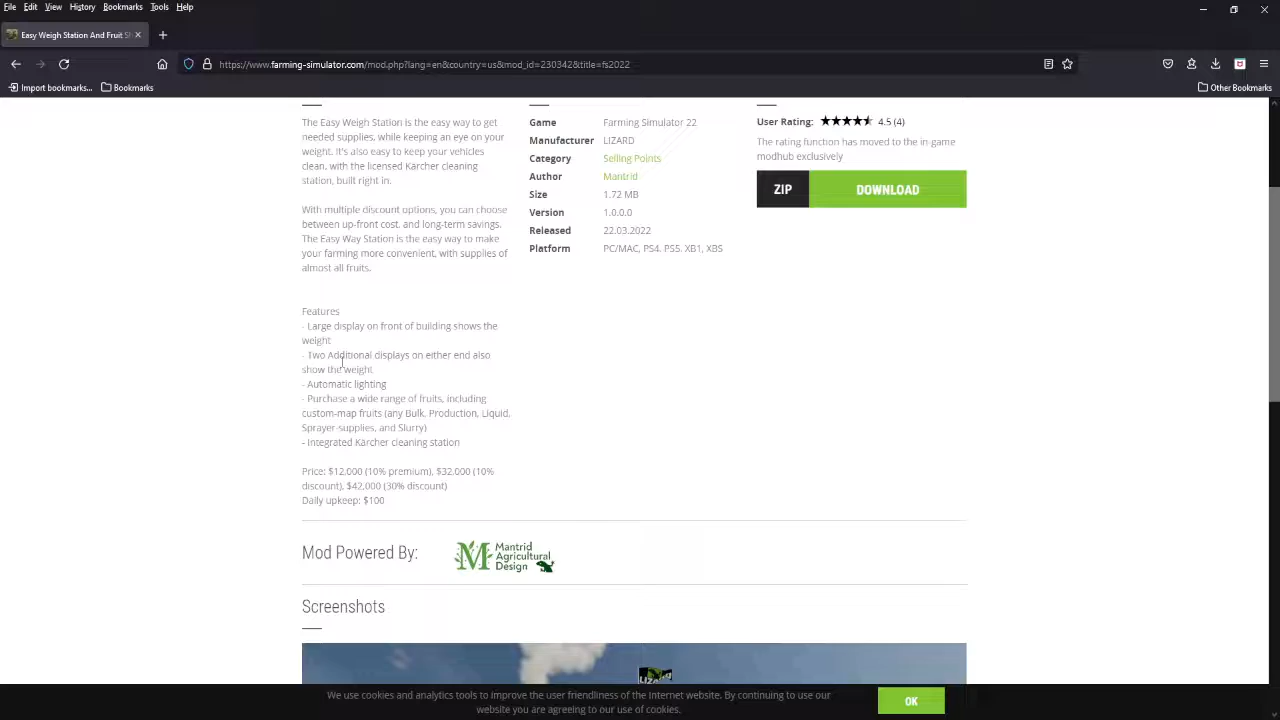 File Edit View History Bookmarks Tools Help
Easy Weigh Station And Fruit Sh
https://www.farming-simulator.com/mod.php?lang=en&country=us&mod_id=230342&title=fs2022
Import bookmarks... Bookmarks Other Bookmarks
The Easy Weigh Station is the easy way to get
needed supplies, while keeping an eye on your
weight. It's also easy to keep your vehicles
clean, with the licensed Kärcher cleaning
station, built right in.
With multiple discount options, you can choose
between up-front cost, and long-term savings.
The Easy Way Station is the easy way to make
your farming more convenient, with supplies of
almost all fruits.
Features
- Large display on front of building shows the
weight
- Two Additional displays on either end also
show the weight
- Automatic lighting
- Purchase a wide range of fruits, including
custom-map fruits (any Bulk, Production, Liquid,
Sprayer-supplies, and Slurry)
- Integrated Kärcher cleaning station
Price: $12,000 (10% premium), $32,000 (10%
discount), $42,000 (30% discount)
Daily upkeep: $100
Game Farming Simulator 22
Manufacturer LIZARD
Category Selling Points
Author Mantrid
Size 1.72 MB
Version 1.0.0.0
Released 22.03.2022
Platform PC/MAC, PS4, PS5, XB1, XBS
User Rating: 4.5 (4)
The rating function has moved to the in-game
modhub exclusively
ZIP DOWNLOAD
Mod Powered By:
M Mantrid
Agricultural
Design
Screenshots
LIZARD
We use cookies and analytics tools to improve the user friendliness of the Internet website. By continuing to use our
website you are agreeing to our use of cookies.
OK